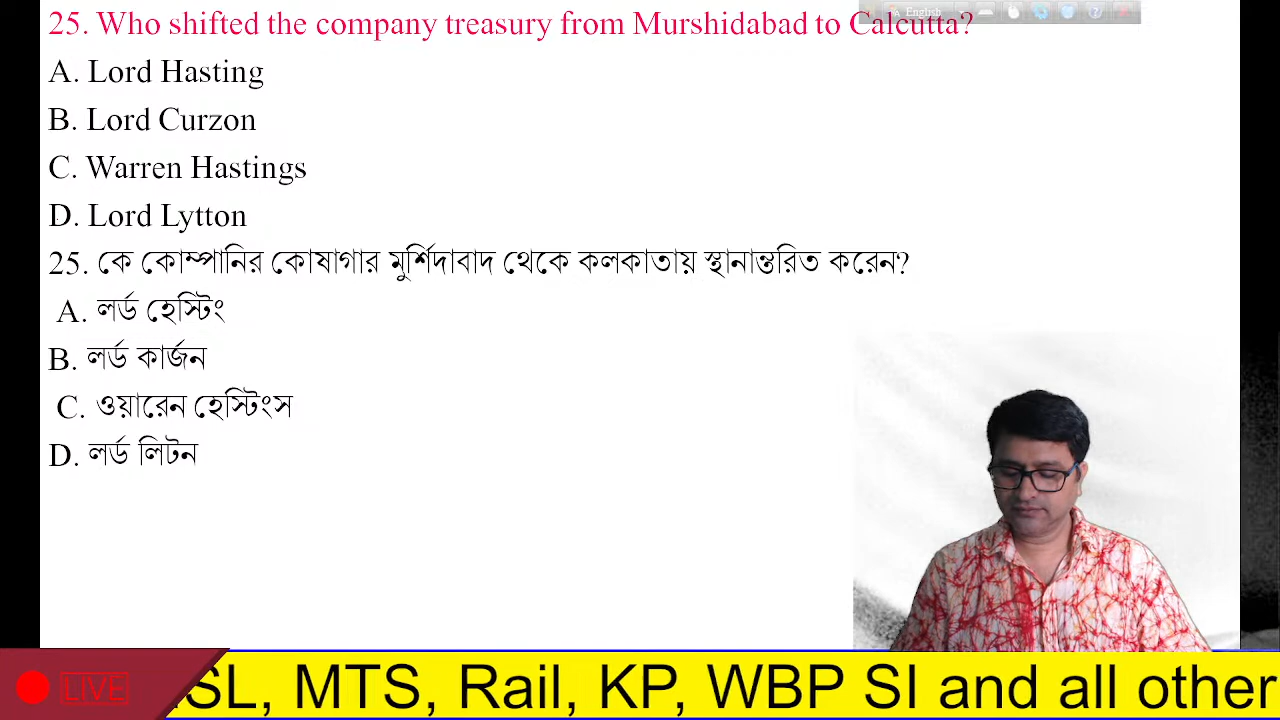 25. Who shifted the company treasury from Murshidabad to Calcutta?
English
A. Lord Hasting
B. Lord Curzon
C. Warren Hastings
D. Lord Lytton
25. কে কোম্পানির কোষাগার মুর্শিদাবাদ থেকে কলকাতায় স্থানান্তরিত করেন?
A. লর্ড হেস্টিং
B. লর্ড কার্জন
C. ওয়ারেন হেস্টিংস
D. লর্ড লিটন
LIVE
SL, MTS, Rail, KP, WBP SI and all other